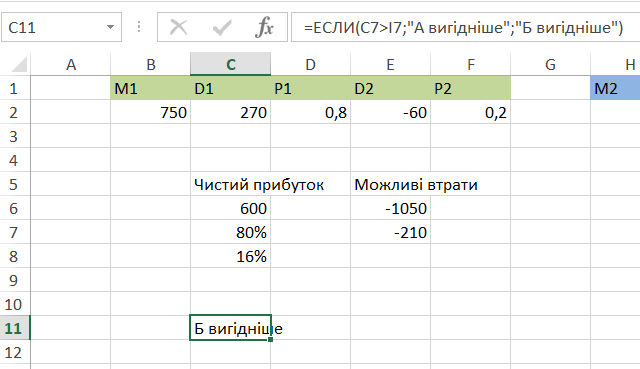 C11 fx =ЕСЛИ(C7>I7;"А вигідніше";"Б вигідніше")
A B C D E F G H
1 M1 D1 P1 D2 P2 M2
2 750 270 0,8 -60 0,2
3
4
5 Чистий прибуток Можливі втрати
6 600 -1050
7 80% -210
8 16%
9
10
11 Б вигідніше
12